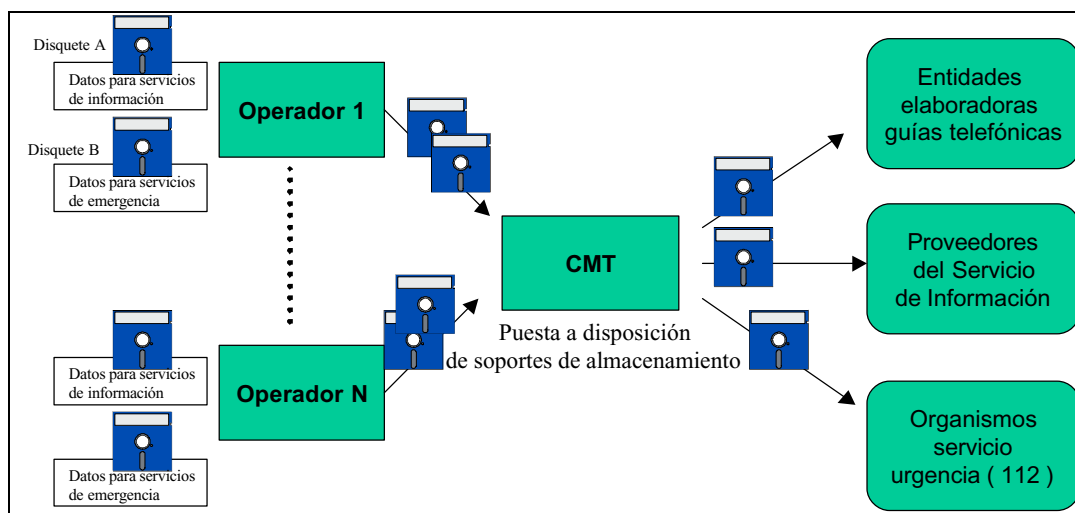 Disquete A
Datos para servicios
de información
Disquete B
Datos para servicios
de emergencia
Operador 1
Datos para servicios
de información
Datos para servicios
de emergencia
Operador N
CMT
Puesta a disposición
de soportes de almacenamiento
Entidades
elaboradoras
guías telefónicas
Proveedores
del Servicio
de Información
Organismos
servicio
urgencia ( 112 )